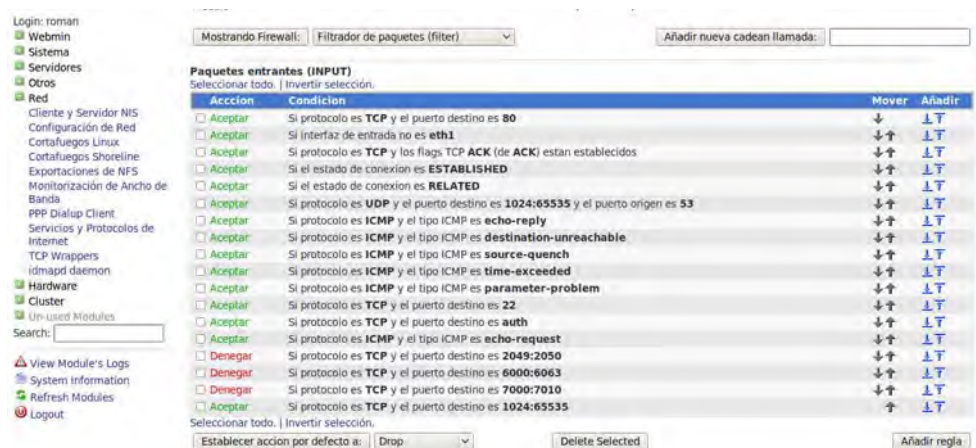 Login: roman
Webmin
Sistema
Servidores
Otros
Red
Cliente y Servidor NIS
Configuración de Red
Cortafuegos Linux
Cortafuegos Shoreline
Exportaciones de NFS
Monitorización de Ancho de
Banda
PPP Dialup Client
Servicios y Protocolos de
Internet
TCP Wrappers
idmapd daemon
Hardware
Cluster
Un-used Modules
Search:
View Module's Logs
System Information
Refresh Modules
Logout
Mostrando Firewall: Filtrador de paquetes (filter) Añadir nueva cadean llamada:
Paquetes entrantes (INPUT)
Seleccionar todo. | Invertir selección.
Acccion Condicion Mover Añadir
Aceptar Si protocolo es TCP y el puerto destino es 80
Aceptar Si interfaz de entrada no es eth1
Aceptar Si protocolo es TCP y los flags TCP ACK (de ACK) estan establecidos
Aceptar Si el estado de conexion es ESTABLISHED
Aceptar Si el estado de conexion es RELATED
Aceptar Si protocolo es UDP y el puerto destino es 1024:65535 y el puerto origen es 53
Aceptar Si protocolo es ICMP y el tipo ICMP es echo-reply
Aceptar Si protocolo es ICMP y el tipo ICMP es destination-unreachable
Aceptar Si protocolo es ICMP y el tipo ICMP es source-quench
Aceptar Si protocolo es ICMP y el tipo ICMP es time-exceeded
Aceptar Si protocolo es ICMP y el tipo ICMP es parameter-problem
Aceptar Si protocolo es TCP y el puerto destino es 22
Aceptar Si protocolo es TCP y el puerto destino es auth
Aceptar Si protocolo es ICMP y el tipo ICMP es echo-request
Denegar Si protocolo es TCP y el puerto destino es 2049:2050
Denegar Si protocolo es TCP y el puerto destino es 6000:6063
Denegar Si protocolo es TCP y el puerto destino es 7000:7010
Aceptar Si protocolo es TCP y el puerto destino es 1024:65535
Seleccionar todo. | Invertir selección.
Establecer accion por defecto a: Drop Delete Selected Añadir regla